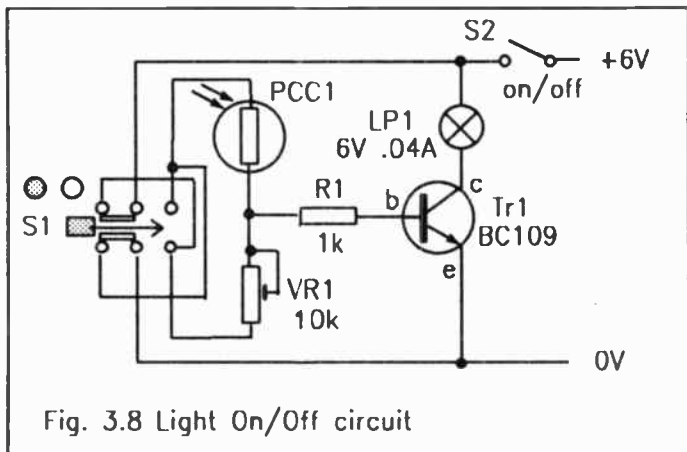 S2
+6V
on/off
PCC1
LP1
6V .04A
R1
b
c
Tr1
BC109
S1
1k
e
VR1
10k
0V
Fig. 3.8 Light On/Off circuit